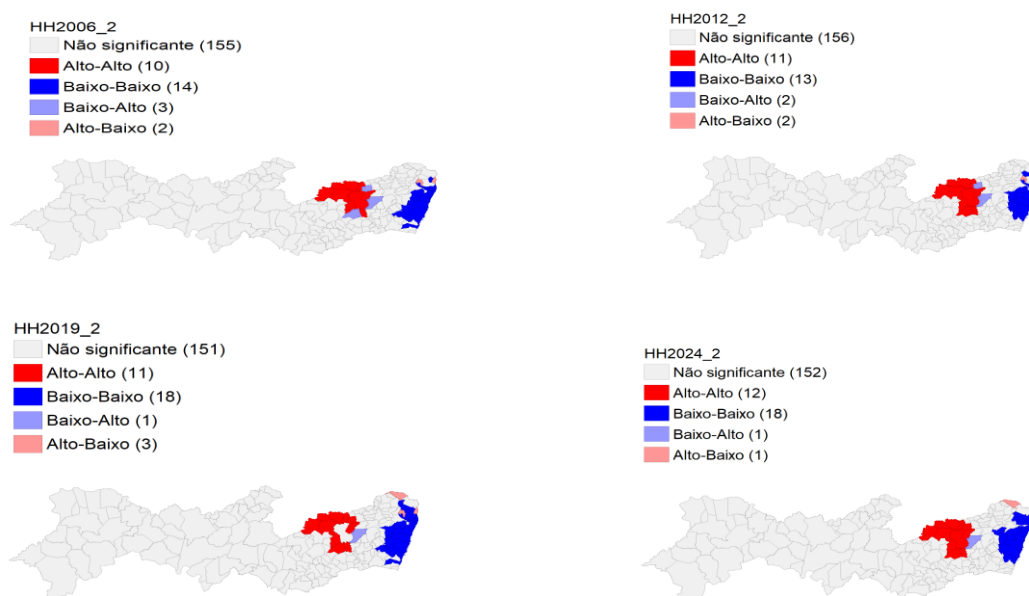 HH2006_2
Não significante (155)
Alto-Alto (10)
Baixo-Baixo (14)
Baixo-Alto (3)
Alto-Baixo (2)
HH2012_2
Não significante (156)
Alto-Alto (11)
Baixo-Baixo (13)
Baixo-Alto (2)
Alto-Baixo (2)
HH2019_2
Não significante (151)
Alto-Alto (11)
Baixo-Baixo (18)
Baixo-Alto (1)
Alto-Baixo (3)
HH2024_2
Não significante (152)
Alto-Alto (12)
Baixo-Baixo (18)
Baixo-Alto (1)
Alto-Baixo (1)